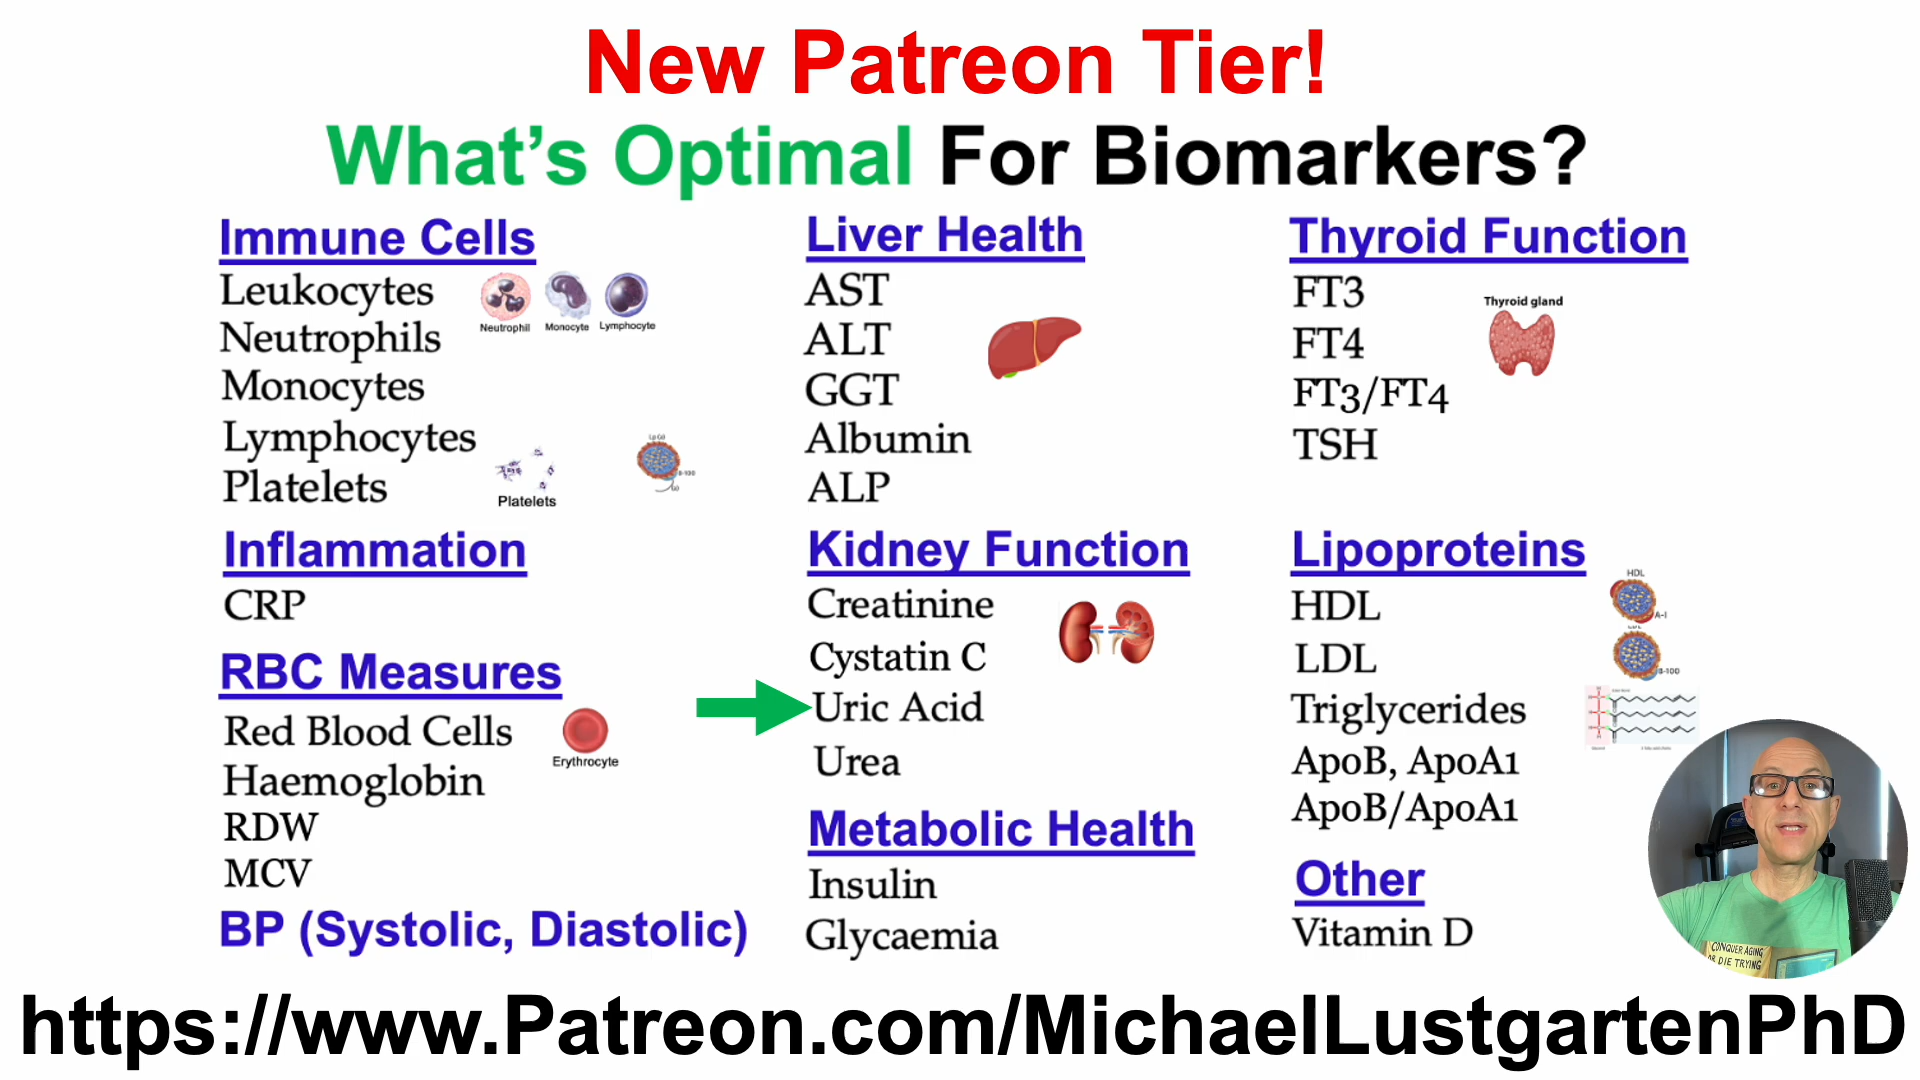 New Patreon Tier!
What's Optimal For Biomarkers?
Immune Cells
Leukocytes
Neutrophils
Monocytes
Lymphocytes
Platelets
Neutrophil
Monocyte
Lymphocyte
Platelets
Lp (a)
B-100
(a)
Inflammation
CRP
RBC Measures
Red Blood Cells
Haemoglobin
RDW
MCV
Erythrocyte
BP (Systolic, Diastolic)
Liver Health
AST
ALT
GGT
Albumin
ALP
Kidney Function
Creatinine
Cystatin C
Uric Acid
Urea
Metabolic Health
Insulin
Glycaemia
Thyroid Function
FT3
FT4
FT3/FT4
TSH
Thyroid gland
Lipoproteins
HDL
LDL
Triglycerides
ApoB, ApoA1
ApoB/ApoA1
HDL
A-I
B-100
Other
Vitamin D
CONQUER AGING
OR DIE TRYING
https://www.Patreon.com/MichaelLustgartenPhD